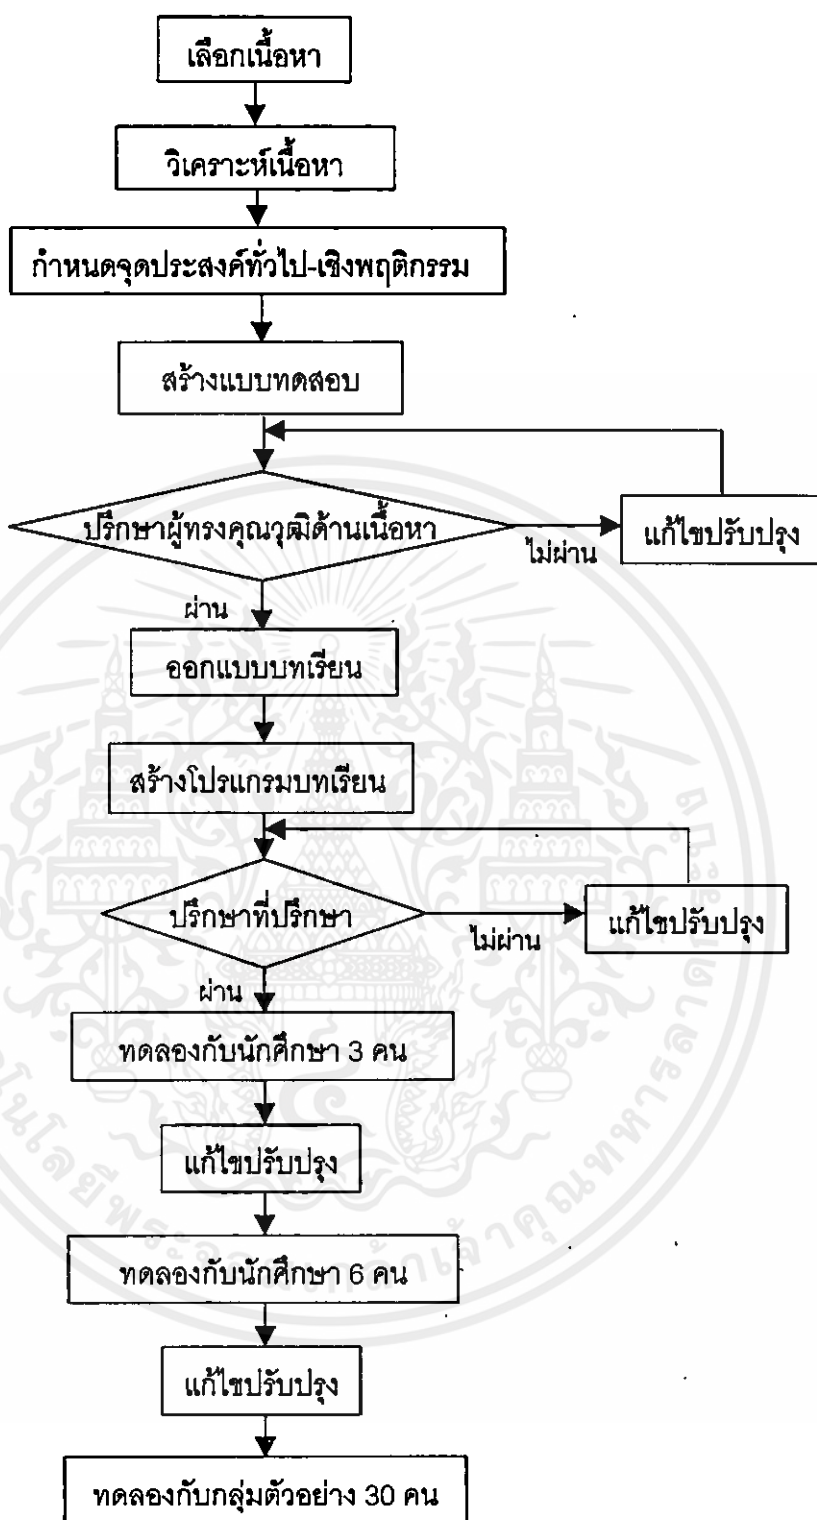 เลือกเนื้อหา
วิเคราะห์เนื้อหา
กำหนดจุดประสงค์ทั่วไป-เชิงพฤติกรรม
สร้างแบบทดสอบ
ปรึกษาผู้ทรงคุณวุฒิด้านเนื้อหา
ไม่ผ่าน
แก้ไขปรับปรุง
ผ่าน
ออกแบบบทเรียน
สร้างโปรแกรมบทเรียน
ปรึกษาที่ปรึกษา
ไม่ผ่าน
แก้ไขปรับปรุง
ผ่าน
ทดลองกับนักศึกษา 3 คน
แก้ไขปรับปรุง
ทดลองกับนักศึกษา 6 คน
แก้ไขปรับปรุง
ทดลองกับกลุ่มตัวอย่าง 30 คน